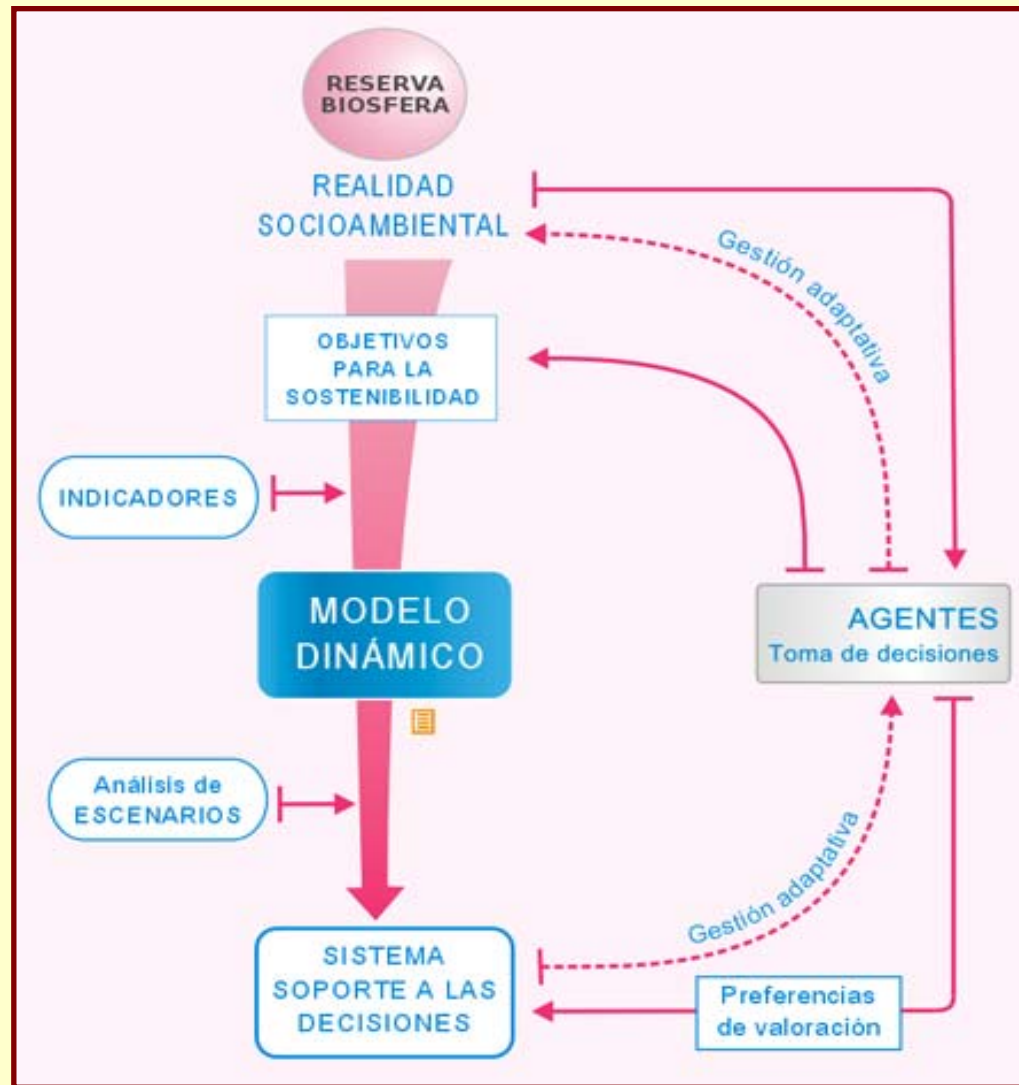 RESERVA
BIOSFERA
REALIDAD
SOCIOAMBIENTAL
Gestión adaptativa
OBJETIVOS
PARA LA
SOSTENIBILIDAD
INDICADORES
MODELO
DINÁMICO
AGENTES
Toma de decisiones
Análisis de
ESCENARIOS
Gestión adaptativa
SISTEMA
SOPORTE A LAS
DECISIONES
Preferencias
de valoración